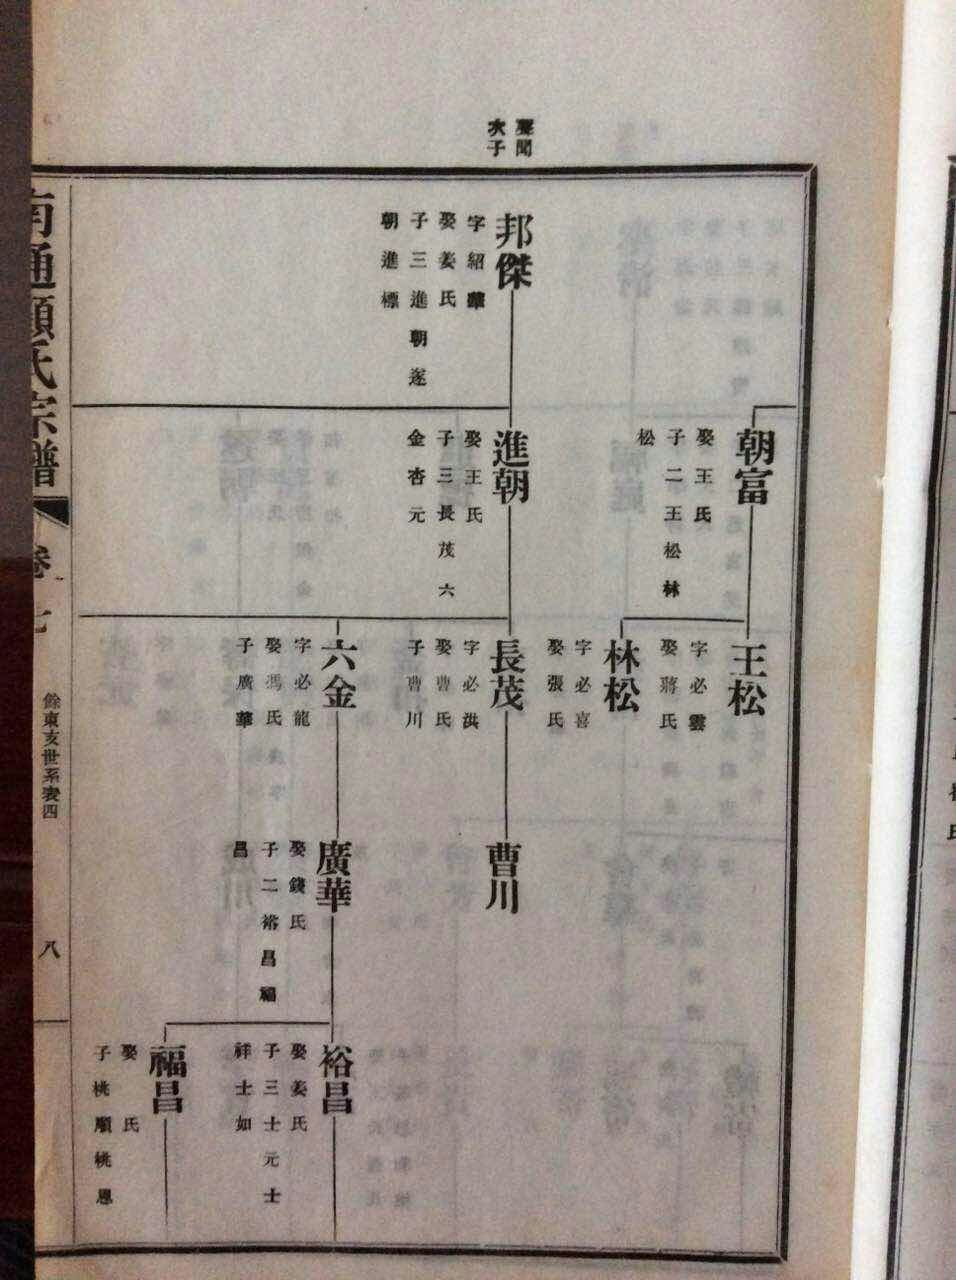 娶聞
次子
邦傑
字紹華
娶姜氏
子三進朝遂
朝進標
朝富
娶王氏
子二王松林
松
進朝
娶王氏
子三長茂六
金杏元
王松
字必雲
娶蔣氏
林松
字必喜
娶張氏
長茂
字必洪
娶曹氏
子曹川
六金
字必龍
娶馮氏
子廣華
曹川
廣華
娶錢氏
子二裕昌福
昌
裕昌
娶姜氏
子三士元士
祥士如
福昌
娶氏
子桃順桃恩
南通顧氏宗譜
卷七
餘東支世系表四
八